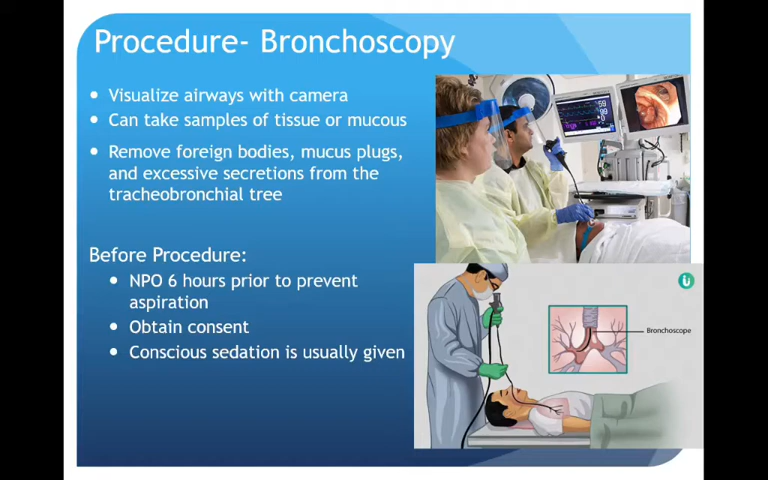 Procedure- Bronchoscopy
Visualize airways with camera
Can take samples of tissue or mucous
Remove foreign bodies, mucus plugs,
and excessive secretions from the
tracheobronchial tree
Before Procedure:
NPO 6 hours prior to prevent
aspiration
Obtain consent
Conscious sedation is usually given
59
99
Bronchoscope